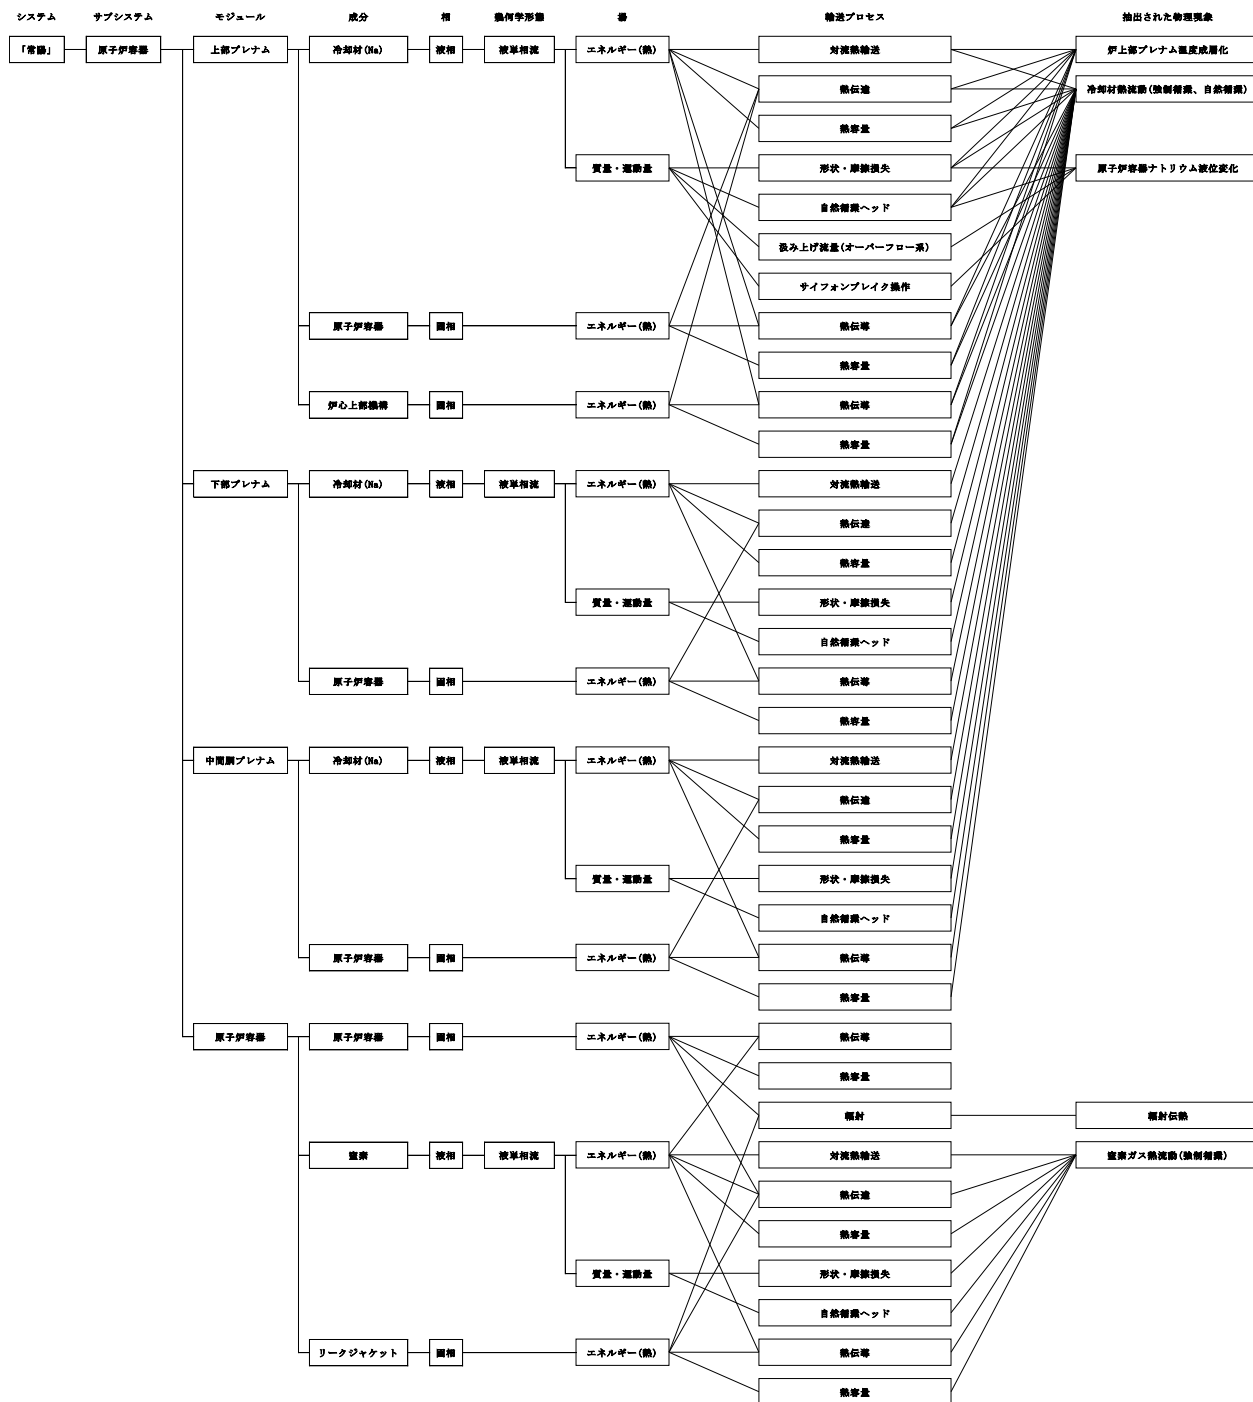 システム サブシステム モジュール 成分 相 幾何学形態 場 輸送プロセス 抽出された物理現象
「常陽」 原子炉容器 上部プレナム 冷却材(Na) 液相 液単相流 エネルギー(熱) 対流熱輸送 炉上部プレナム温度成層化
熱伝達 冷却材熱流動(強制循環、自然循環)
熱容量
質量・運動量 形状・摩擦損失 原子炉容器ナトリウム液位変化
自然循環ヘッド
汲み上げ流量(オーバーフロー系)
サイフォンブレイク操作
原子炉容器 固相 エネルギー(熱) 熱伝導
熱容量
炉心上部機構 固相 エネルギー(熱) 熱伝導
熱容量
下部プレナム 冷却材(Na) 液相 液単相流 エネルギー(熱) 対流熱輸送
熱伝達
熱容量
質量・運動量 形状・摩擦損失
自然循環ヘッド
原子炉容器 固相 エネルギー(熱) 熱伝導
熱容量
中間胴プレナム 冷却材(Na) 液相 液単相流 エネルギー(熱) 対流熱輸送
熱伝達
熱容量
質量・運動量 形状・摩擦損失
自然循環ヘッド
原子炉容器 固相 エネルギー(熱) 熱伝導
熱容量
原子炉容器 原子炉容器 固相 エネルギー(熱) 熱伝導
熱容量
輻射 輻射伝熱
窒素 液相 液単相流 エネルギー(熱) 対流熱輸送 窒素ガス熱流動(強制循環)
熱伝達
熱容量
質量・運動量 形状・摩擦損失
自然循環ヘッド
リークジャケット 固相 エネルギー(熱) 熱伝導
熱容量